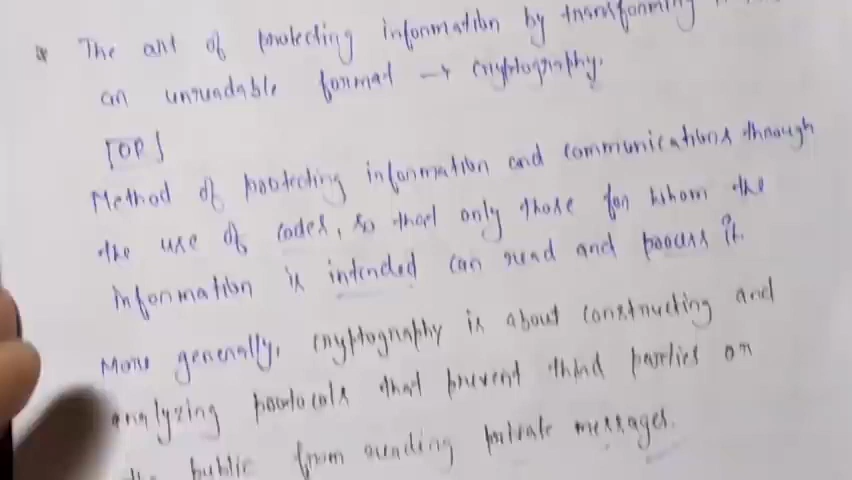 * The art of protecting information by transforming
an unreadable format → cryptography.
[OR]
Method of protecting information and communications through
the use of codes, so that only those for whom the
information is intended can read and process it.
More generally, cryptography is about constructing and
analyzing protocols that prevent third parties or
the public from reading private messages.